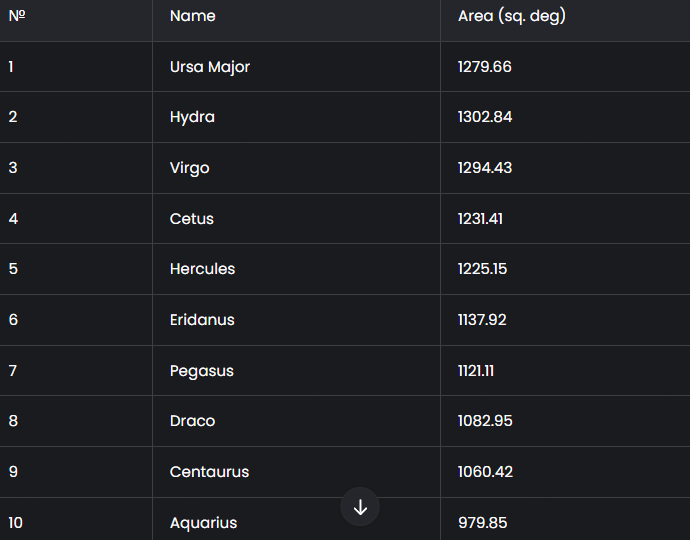 № Name Area (sq. deg)
1 Ursa Major 1279.66
2 Hydra 1302.84
3 Virgo 1294.43
4 Cetus 1231.41
5 Hercules 1225.15
6 Eridanus 1137.92
7 Pegasus 1121.11
8 Draco 1082.95
9 Centaurus 1060.42
10 Aquarius 979.85